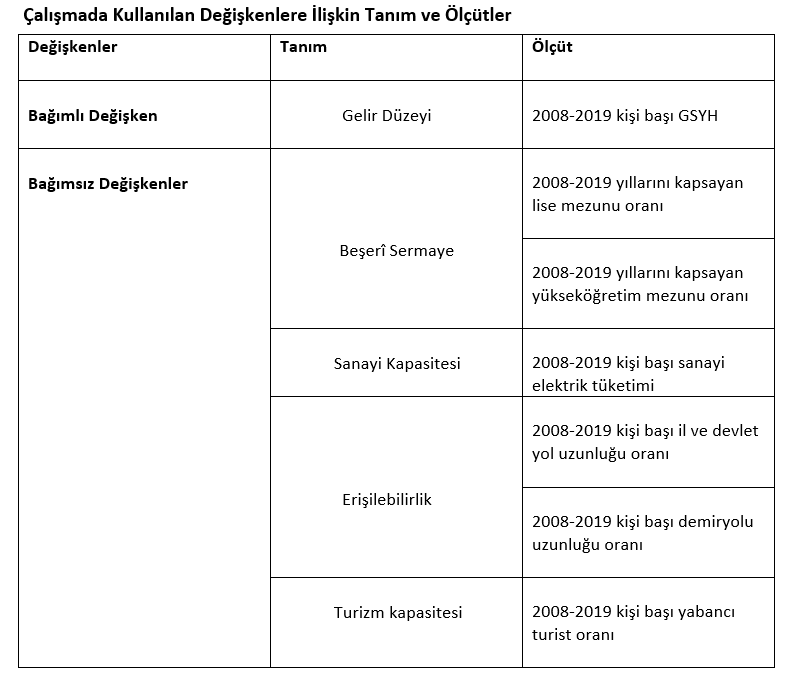 Çalışmada Kullanılan Değişkenlere İlişkin Tanım ve Ölçütler
Değişkenler
Tanım
Ölçüt
Bağımlı Değişken
Gelir Düzeyi
2008-2019 kişi başı GSYH
Bağımsız Değişkenler
Beşerî Sermaye
2008-2019 yıllarını kapsayan
lise mezunu oranı
2008-2019 yıllarını kapsayan
yükseköğretim mezunu oranı
Sanayi Kapasitesi
2008-2019 kişi başı sanayi
elektrik tüketimi
Erişilebilirlik
2008-2019 kişi başı il ve devlet
yol uzunluğu oranı
2008-2019 kişi başı demiryolu
uzunluğu oranı
Turizm kapasitesi
2008-2019 kişi başı yabancı
turist oranı